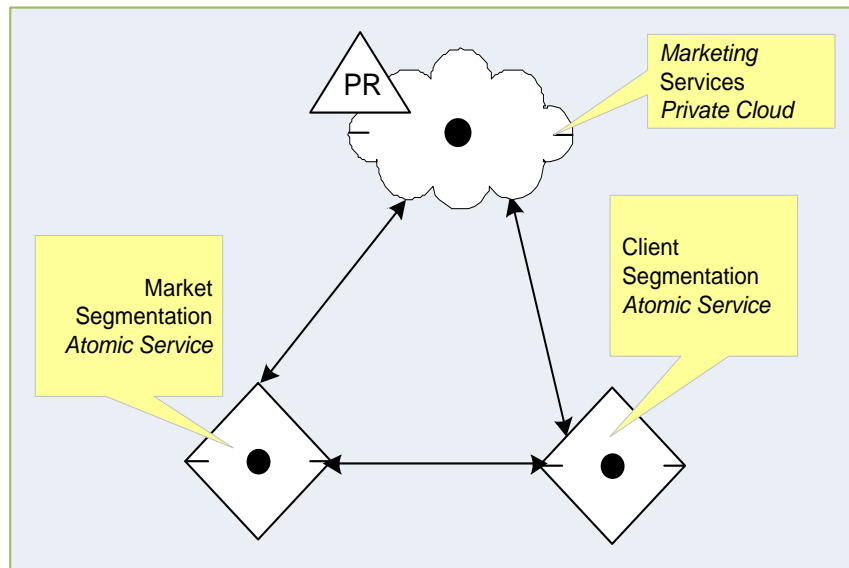 PR
Marketing
Services
Private Cloud
Market
Segmentation
Atomic Service
Client
Segmentation
Atomic Service